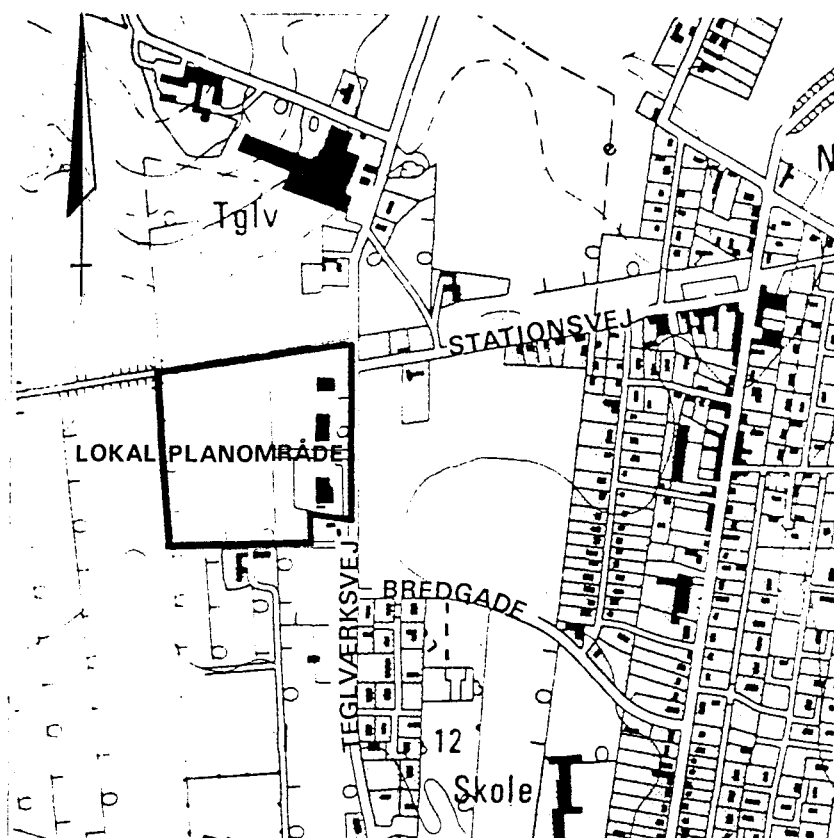 N
Tglv
STATIONSVEJ
LOKALPLANOMRÅDE
BREDGADE
TEGLVÆRKSVEJ
12
Skole